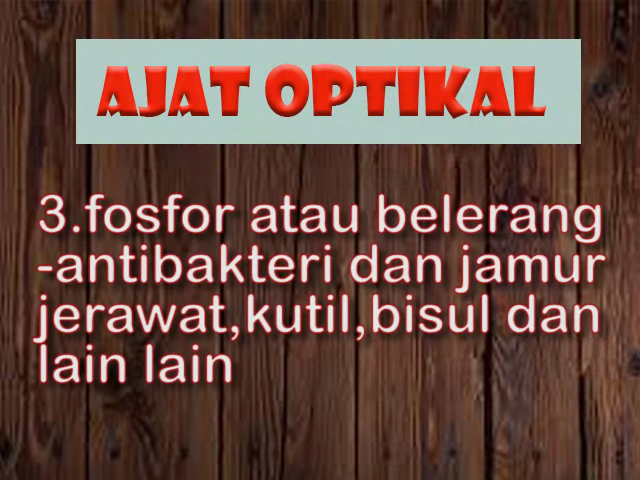 AJAT OPTIKAL
3.fosfor atau belerang
-antibakteri dan jamur
jerawat,kutil,bisul dan
lain lain